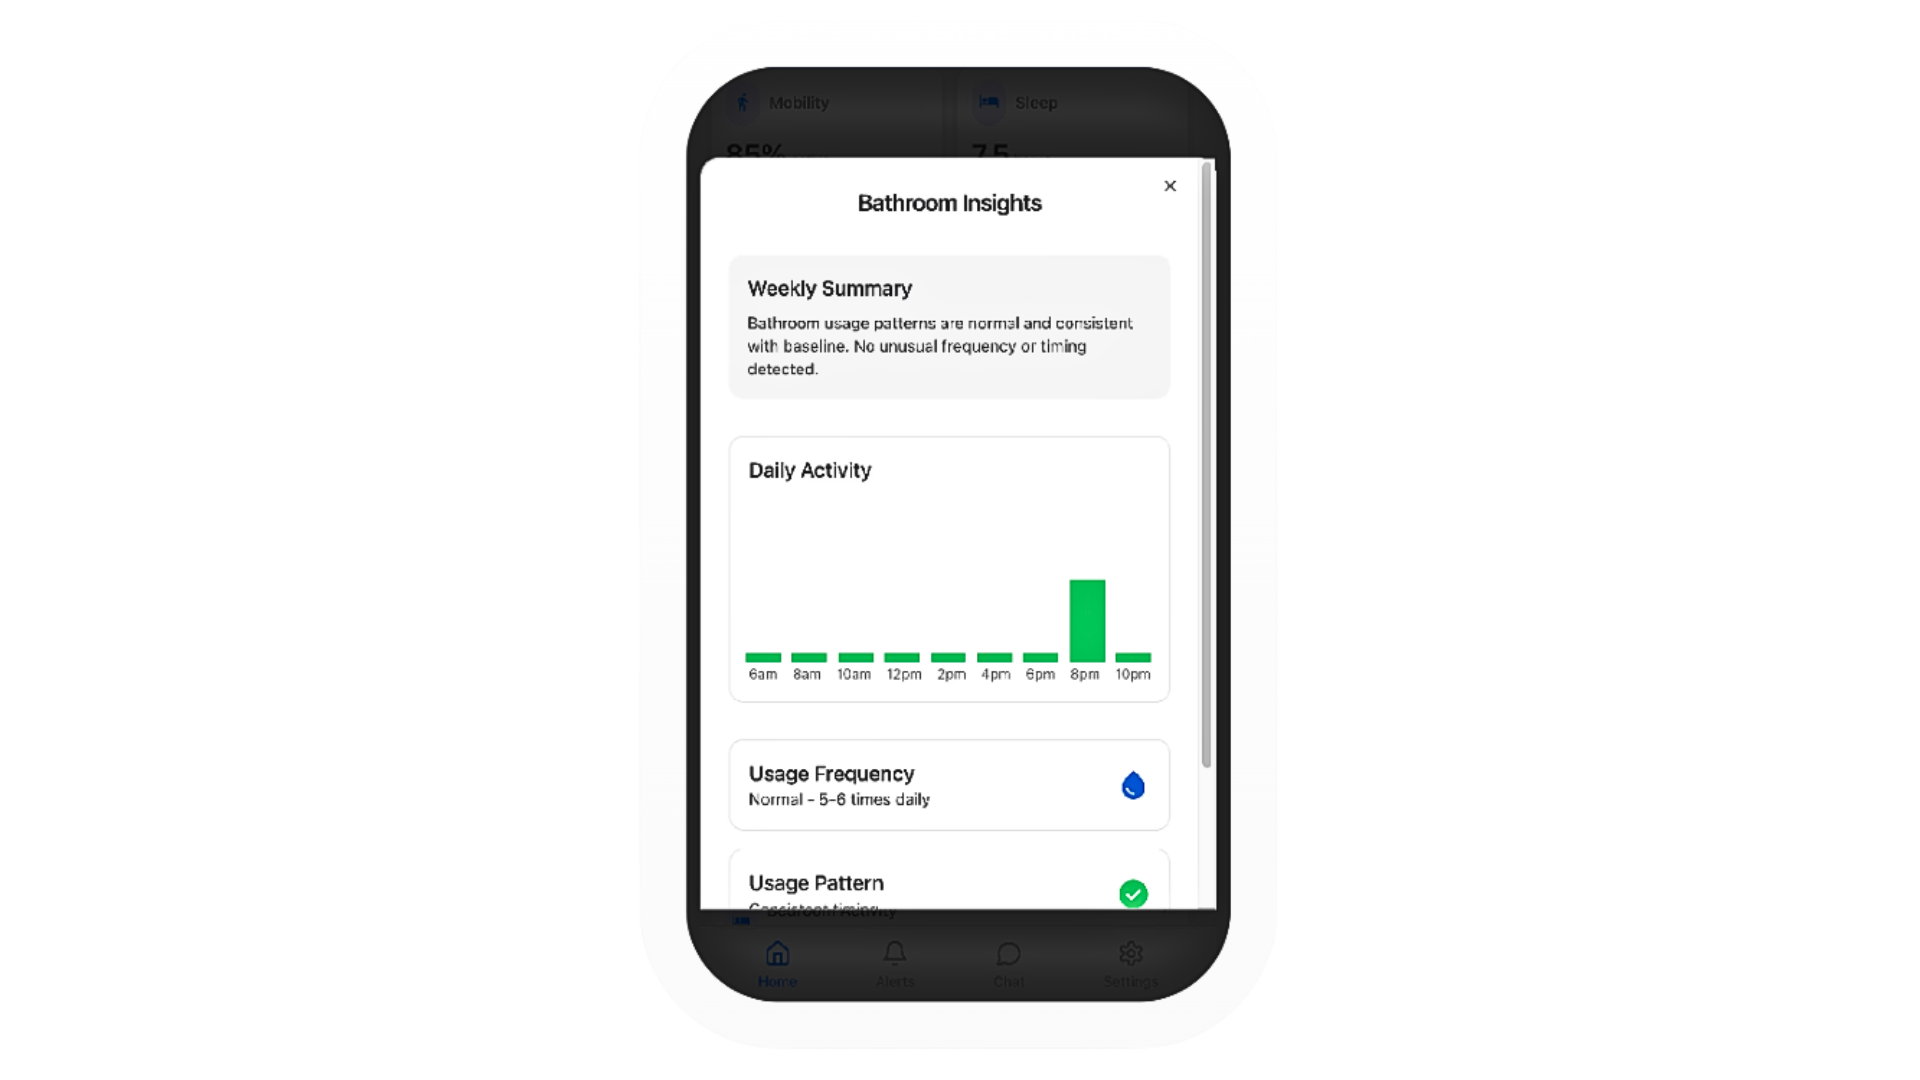 Mobility
Sleep
85%
7.5
Bathroom Insights
Weekly Summary
Bathroom usage patterns are normal and consistent
with baseline. No unusual frequency or timing
detected.
Daily Activity
6am 8am 10am 12pm 2pm 4pm 6pm 8pm 10pm
Usage Frequency
Normal - 5-6 times daily
Usage Pattern
Consistent
Home Alerts Chat Settings